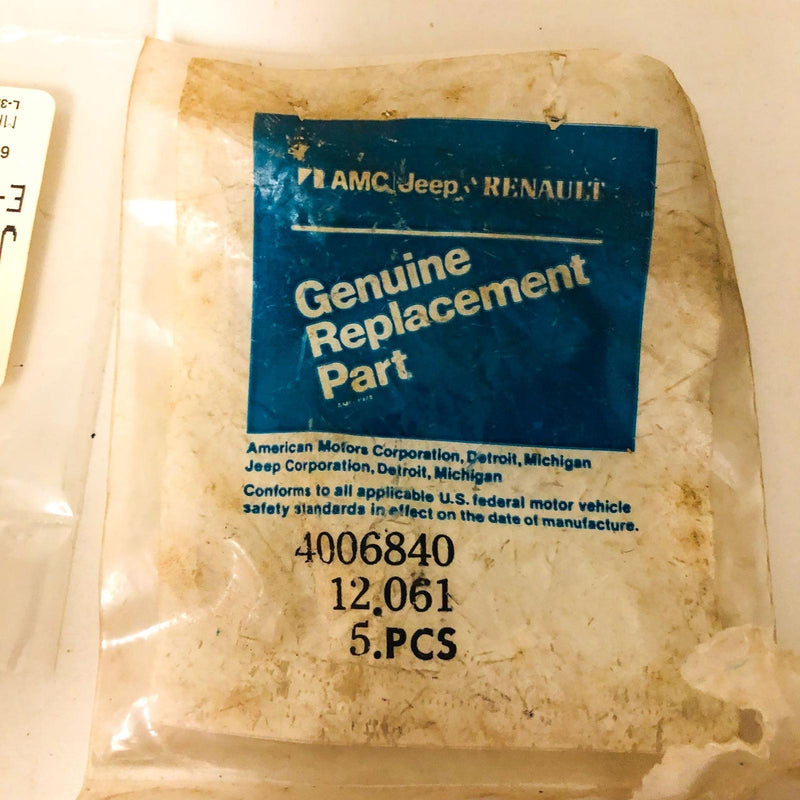 AMC Jeep RENAULT
Genuine
Replacement
Part
American Motors Corporation, Detroit, Michigan
Jeep Corporation, Detroit, Michigan
Conforms to all applicable U.S. federal motor vehicle
safety standards in effect on the date of manufacture.
4006840
12.061
5.PCS